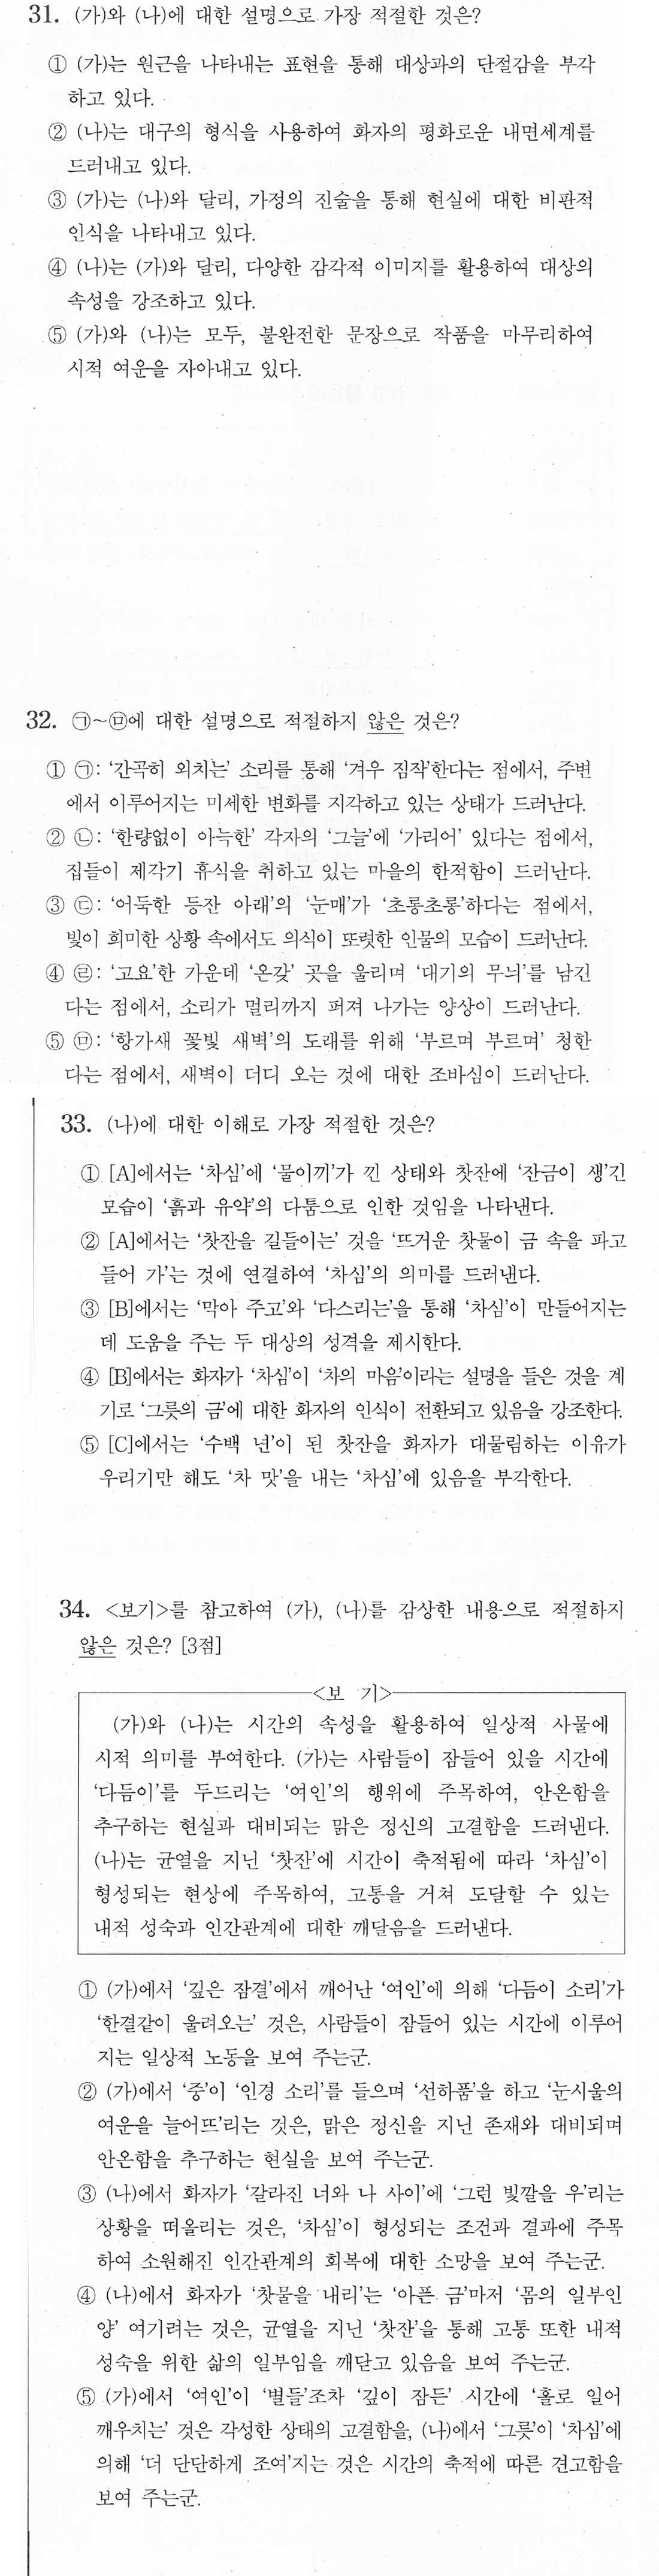 31. (가)와 (나)에 대한 설명으로 가장 적절한 것은?
① (가)는 원근을 나타내는 표현을 통해 대상과의 단절감을 부각
하고 있다.
② (나)는 대구의 형식을 사용하여 화자의 평화로운 내면세계를
드러내고 있다.
③ (가)는 (나)와 달리, 가정의 진술을 통해 현실에 대한 비판적
인식을 나타내고 있다.
④ (나)는 (가)와 달리, 다양한 감각적 이미지를 활용하여 대상의
속성을 강조하고 있다.
⑤ (가)와 (나)는 모두, 불완전한 문장으로 작품을 마무리하여
시적 여운을 자아내고 있다.
32. ㉠~㉤에 대한 설명으로 적절하지 않은 것은?
① ㉠: ‘간곡히 외치는’ 소리를 통해 ‘겨우 짐작’한다는 점에서, 주변
에서 이루어지는 미세한 변화를 지각하고 있는 상태가 드러난다.
② ㉡: ‘한량없이 아늑한’ 각자의 ‘그늘’에 ‘가리어’ 있다는 점에서,
집들이 제각기 휴식을 취하고 있는 마을의 한적함이 드러난다.
③ ㉢: ‘어둑한 등잔 아래’의 ‘눈매’가 ‘초롱초롱’하다는 점에서,
빛이 희미한 상황 속에서도 의식이 또렷한 인물의 모습이 드러난다.
④ ㉣: ‘고요’한 가운데 ‘온갖’ 곳을 울리며 ‘대기의 무늬’를 남긴
다는 점에서, 소리가 멀리까지 퍼져 나가는 양상이 드러난다.
⑤ ㉤: ‘항가새 꽃빛 새벽’의 도래를 위해 ‘부르며 부르며’ 청한
다는 점에서, 새벽이 더디 오는 것에 대한 조바심이 드러난다.
33. (나)에 대한 이해로 가장 적절한 것은?
① [A]에서는 ‘차심’에 ‘물이끼’가 낀 상태와 찻잔에 ‘잔금이 생’긴
모습이 ‘흙과 유약’의 다툼으로 인한 것임을 나타낸다.
② [A]에서는 ‘찻잔을 길들이는’ 것을 ‘뜨거운 찻물이 금 속을 파고
들어 가’는 것에 연결하여 ‘차심’의 의미를 드러낸다.
③ [B]에서는 ‘막아 주고’와 ‘다스리는’을 통해 ‘차심’이 만들어지는
데 도움을 주는 두 대상의 성격을 제시한다.
④ [B]에서는 화자가 ‘차심’이 ‘차의 마음’이라는 설명을 들은 것을 계
기로 ‘그릇의 금’에 대한 화자의 인식이 전환되고 있음을 강조한다.
⑤ [C]에서는 ‘수백 년’이 된 찻잔을 화자가 대물림하는 이유가
우리기만 해도 ‘차 맛’을 내는 ‘차심’에 있음을 부각한다.
34. <보기>를 참고하여 (가), (나)를 감상한 내용으로 적절하지
않은 것은? [3점]
<보 기>
(가)와 (나)는 시간의 속성을 활용하여 일상적 사물에
시적 의미를 부여한다. (가)는 사람들이 잠들어 있을 시간에
‘다듬이’를 두드리는 ‘여인’의 행위에 주목하여, 안온함을
추구하는 현실과 대비되는 맑은 정신의 고결함을 드러낸다.
(나)는 균열을 지닌 ‘찻잔’에 시간이 축적됨에 따라 ‘차심’이
형성되는 현상에 주목하여, 고통을 거쳐 도달할 수 있는
내적 성숙과 인간관계에 대한 깨달음을 드러낸다.
① (가)에서 ‘깊은 잠결’에서 깨어난 ‘여인’에 의해 ‘다듬이 소리’가
‘한결같이 울려오는’ 것은, 사람들이 잠들어 있는 시간에 이루어
지는 일상적 노동을 보여 주는군.
② (가)에서 ‘중’이 ‘인경 소리’를 들으며 ‘선하품’을 하고 ‘눈시울의
여운을 늘어뜨’리는 것은, 맑은 정신을 지닌 존재와 대비되며
안온함을 추구하는 현실을 보여 주는군.
③ (나)에서 화자가 ‘갈라진 너와 나 사이’에 ‘그런 빛깔을 우’리는
상황을 떠올리는 것은, ‘차심’이 형성되는 조건과 결과에 주목
하여 소원해진 인간관계의 회복에 대한 소망을 보여 주는군.
④ (나)에서 화자가 ‘찻물을 내리’는 ‘아픈 금’마저 ‘몸의 일부인
양’ 여기려는 것은, 균열을 지닌 ‘찻잔’을 통해 고통 또한 내적
성숙을 위한 삶의 일부임을 깨닫고 있음을 보여 주는군.
⑤ (가)에서 ‘여인’이 ‘별들’조차 ‘깊이 잠든’ 시간에 ‘홀로 일어
깨우치는’ 것은 각성한 상태의 고결함을, (나)에서 ‘그릇’이 ‘차심’에
의해 ‘더 단단하게 조여’지는 것은 시간의 축적에 따른 견고함을
보여 주는군.